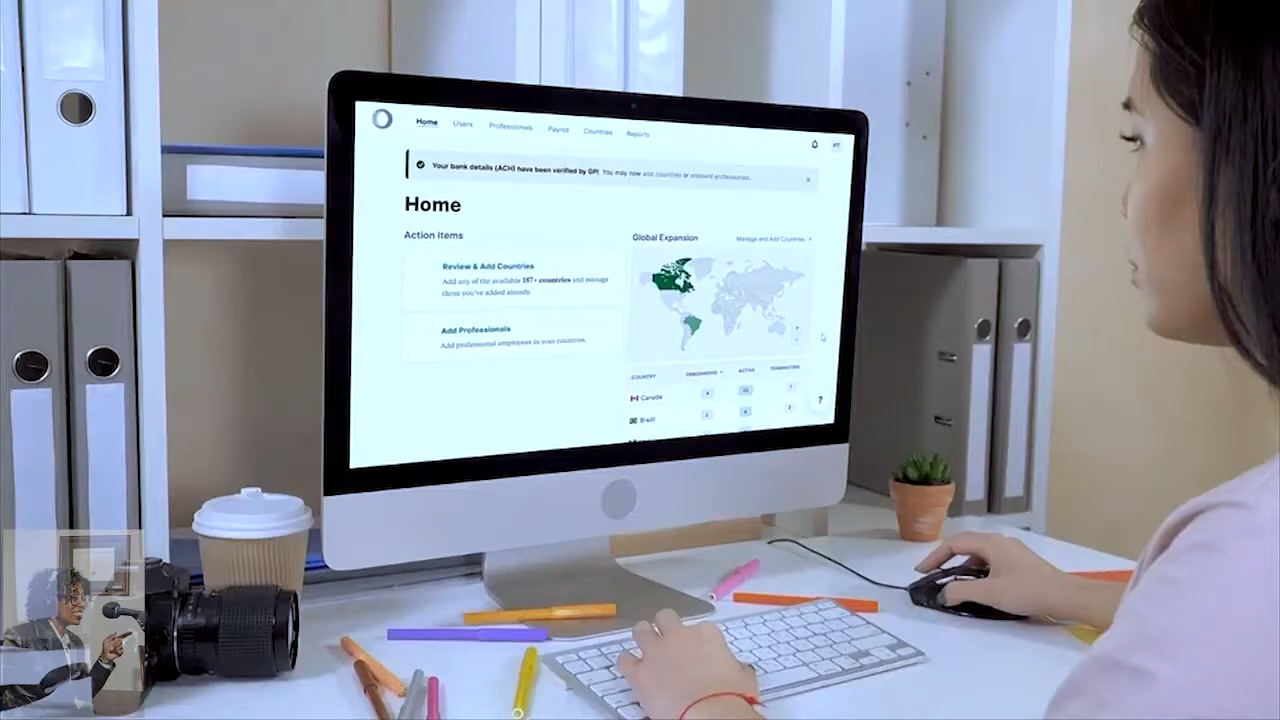 Home Users Professionals Payroll Countries Reports
PT
Your bank details (ACH) have been verified by GP! You may now add countries or onboard professionals.
Home
Action Items
Review & Add Countries
Add any of the available 187+ countries and manage
those you've added already.
Add Professionals
Add professional employees in your countries.
Global Expansion
Manage and Add Countries
COUNTRY ONBOARDING ACTIVE TERMINATING
Canada
Brazil
?